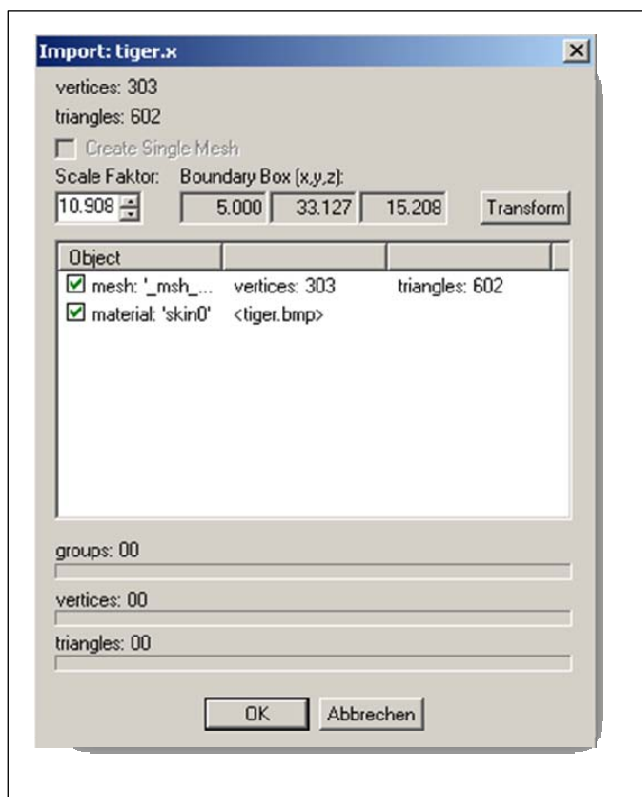 Import: tiger.x
vertices: 303
triangles: 602
Create Single Mesh
Scale Faktor: Boundary Box (x,y,z):
10.908 5.000 33.127 15.208 Transform
Object
mesh: '_msh_... vertices: 303 triangles: 602
material: 'skin0' <tiger.bmp>
groups: 00
vertices: 00
triangles: 00
OK Abbrechen